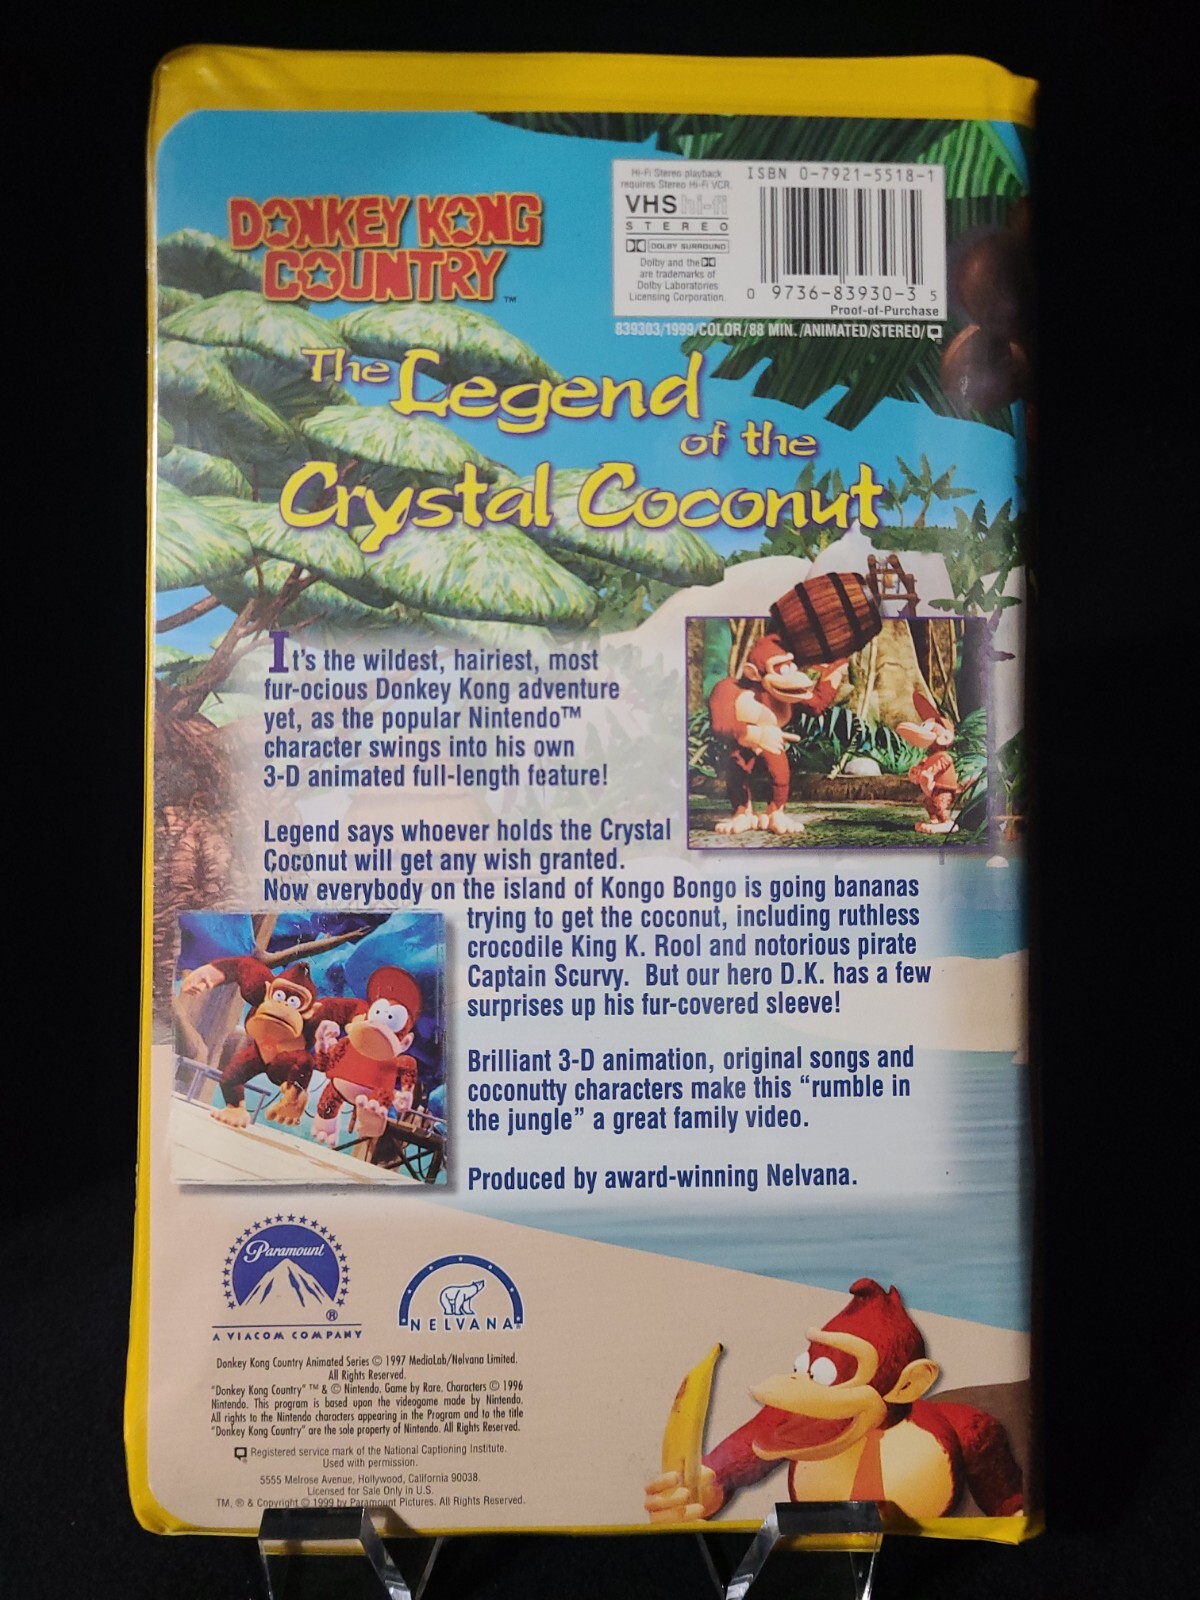 DONKEY KONG
COUNTRY™
Hi-Fi Stereo playback
requires Stereo Hi-Fi VCR.
VHS hi-fi
STEREO
DOLBY SURROUND
Dolby and the
are trademarks of
Dolby Laboratories
Licensing Corporation.
ISBN 0-7921-5518-1
0 9736-83930-3 5
Proof-of-Purchase
839303/1999/COLOR/88 MIN./ANIMATED/STEREO/
The Legend
of the
Crystal Coconut
It's the wildest, hairiest, most
fur-ocious Donkey Kong adventure
yet, as the popular Nintendo™
character swings into his own
3-D animated full-length feature!
Legend says whoever holds the Crystal
Coconut will get any wish granted.
Now everybody on the island of Kongo Bongo is going bananas
trying to get the coconut, including ruthless
crocodile King K. Rool and notorious pirate
Captain Scurvy. But our hero D.K. has a few
surprises up his fur-covered sleeve!
Brilliant 3-D animation, original songs and
coconutty characters make this “rumble in
the jungle” a great family video.
Produced by award-winning Nelvana.
Paramount
®
A VIACOM COMPANY
NELVANA®
Donkey Kong Country Animated Series © 1997 MediaLab/Nelvana Limited.
All Rights Reserved.
"Donkey Kong Country" ™ & © Nintendo. Game by Rare. Characters © 1996
Nintendo. This program is based upon the videogame made by Nintendo.
All rights to the Nintendo characters appearing in the Program and to the title
"Donkey Kong Country" are the sole property of Nintendo. All Rights Reserved.
Registered service mark of the National Captioning Institute.
Used with permission.
5555 Melrose Avenue, Hollywood, California 90038.
Licensed for Sale Only in U.S.
TM, ® & Copyright © 1999 by Paramount Pictures. All Rights Reserved.